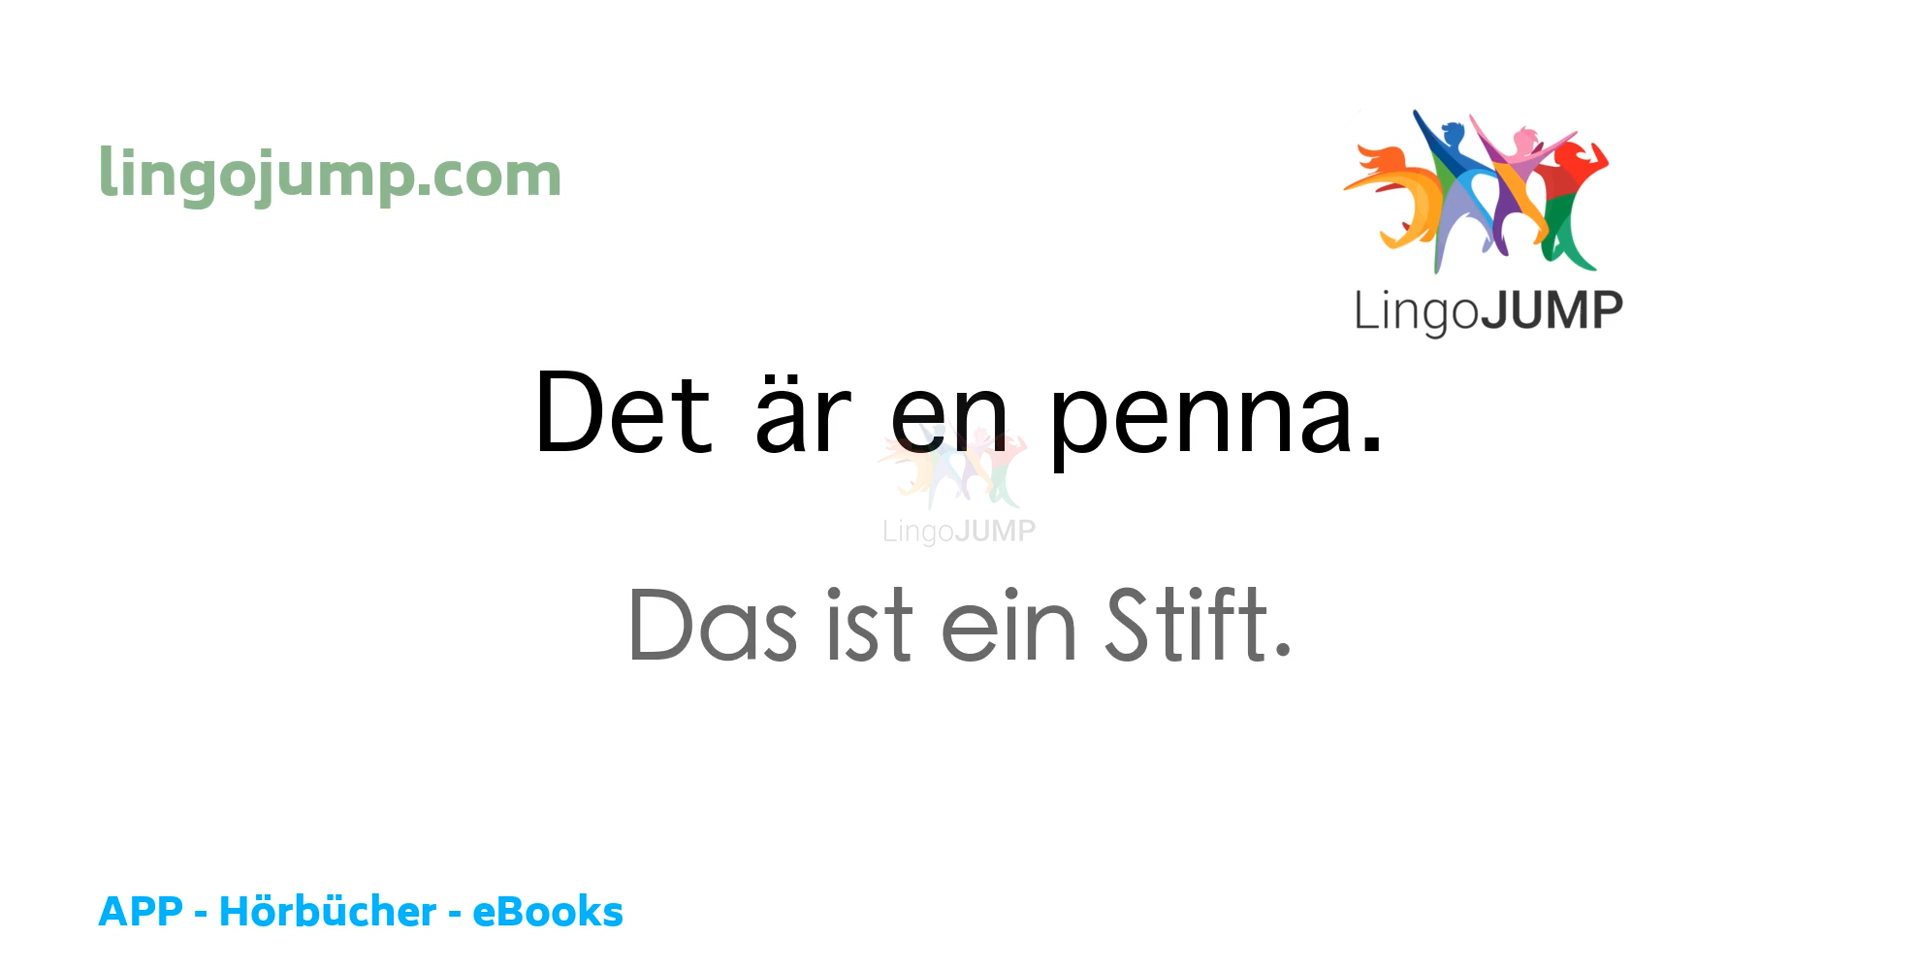 lingojump.com
LingoJUMP
Det är en penna.
LingoJUMP
Das ist ein Stift.
APP - Hörbücher - eBooks